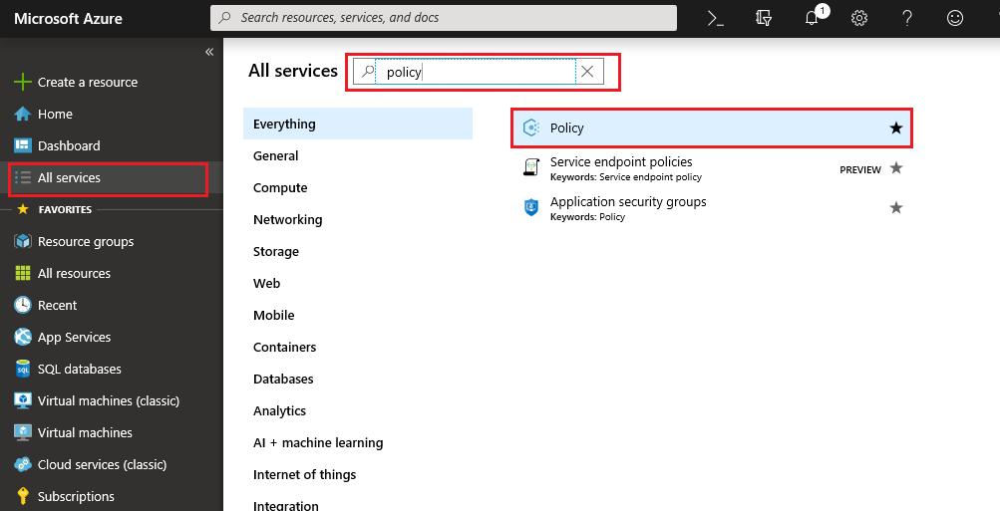 Microsoft Azure
Search resources, services, and docs
1
«
Create a resource
Home
Dashboard
All services
FAVORITES
Resource groups
All resources
Recent
App Services
SQL databases
Virtual machines (classic)
Virtual machines
Cloud services (classic)
Subscriptions
All services
policy
Everything
General
Compute
Networking
Storage
Web
Mobile
Containers
Databases
Analytics
AI + machine learning
Internet of things
Integration
Policy
Service endpoint policies
Keywords: Service endpoint policy
PREVIEW
Application security groups
Keywords: Policy